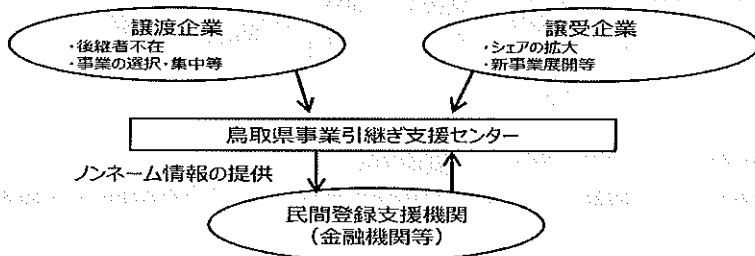 譲渡企業
・後継者不在
・事業の選択・集中等
譲受企業
・シェアの拡大
・新事業展開等
鳥取県事業引継ぎ支援センター
ノンネーム情報の提供
民間登録支援機関
（金融機関等）